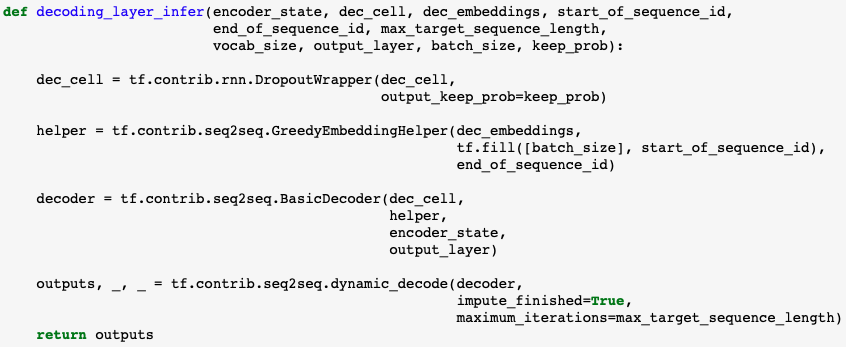 def decoding_layer_infer(encoder_state, dec_cell, dec_embeddings, start_of_sequence_id,
                         end_of_sequence_id, max_target_sequence_length,
                         vocab_size, output_layer, batch_size, keep_prob):
    dec_cell = tf.contrib.rnn.DropoutWrapper(dec_cell,
                                             output_keep_prob=keep_prob)
    helper = tf.contrib.seq2seq.GreedyEmbeddingHelper(dec_embeddings,
                                                      tf.fill([batch_size], start_of_sequence_id),
                                                      end_of_sequence_id)
    decoder = tf.contrib.seq2seq.BasicDecoder(dec_cell,
                                              helper,
                                              encoder_state,
                                              output_layer)
    outputs, _, _ = tf.contrib.seq2seq.dynamic_decode(decoder,
                                                      impute_finished=True,
                                                      maximum_iterations=max_target_sequence_length)
    return outputs